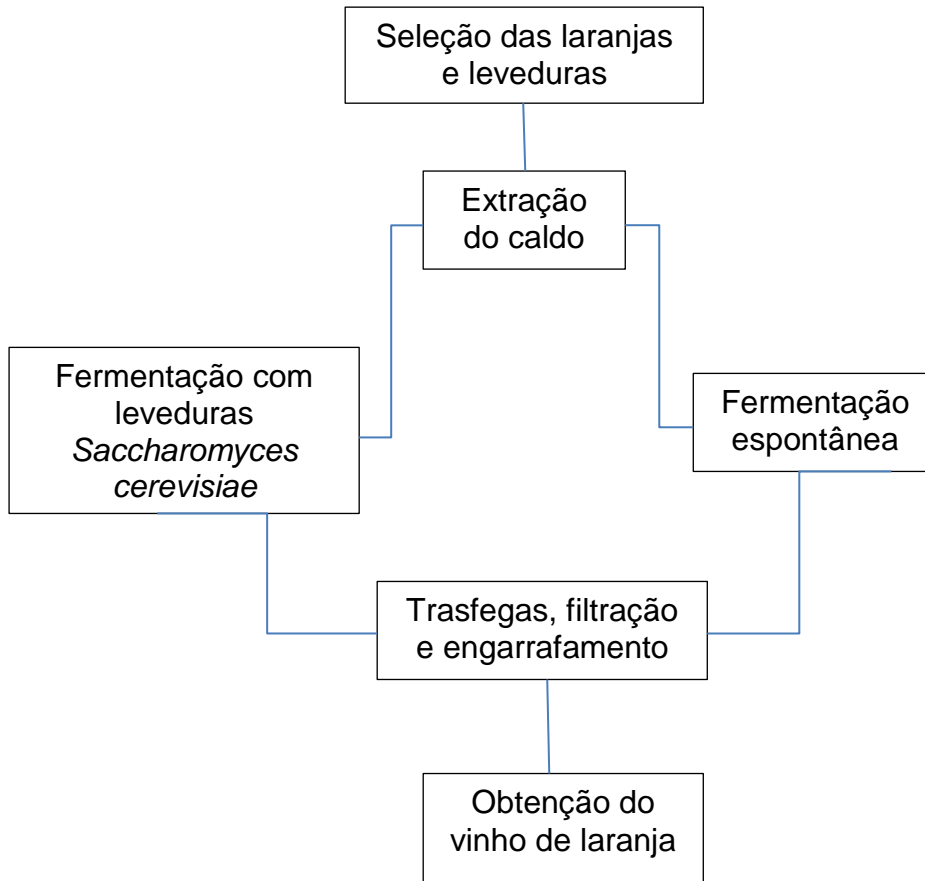 Seleção das laranjas
e leveduras
Extração
do caldo
Fermentação com
leveduras
Saccharomyces
cerevisiae
Fermentação
espontânea
Trasfegas, filtração
e engarrafamento
Obtenção do
vinho de laranja